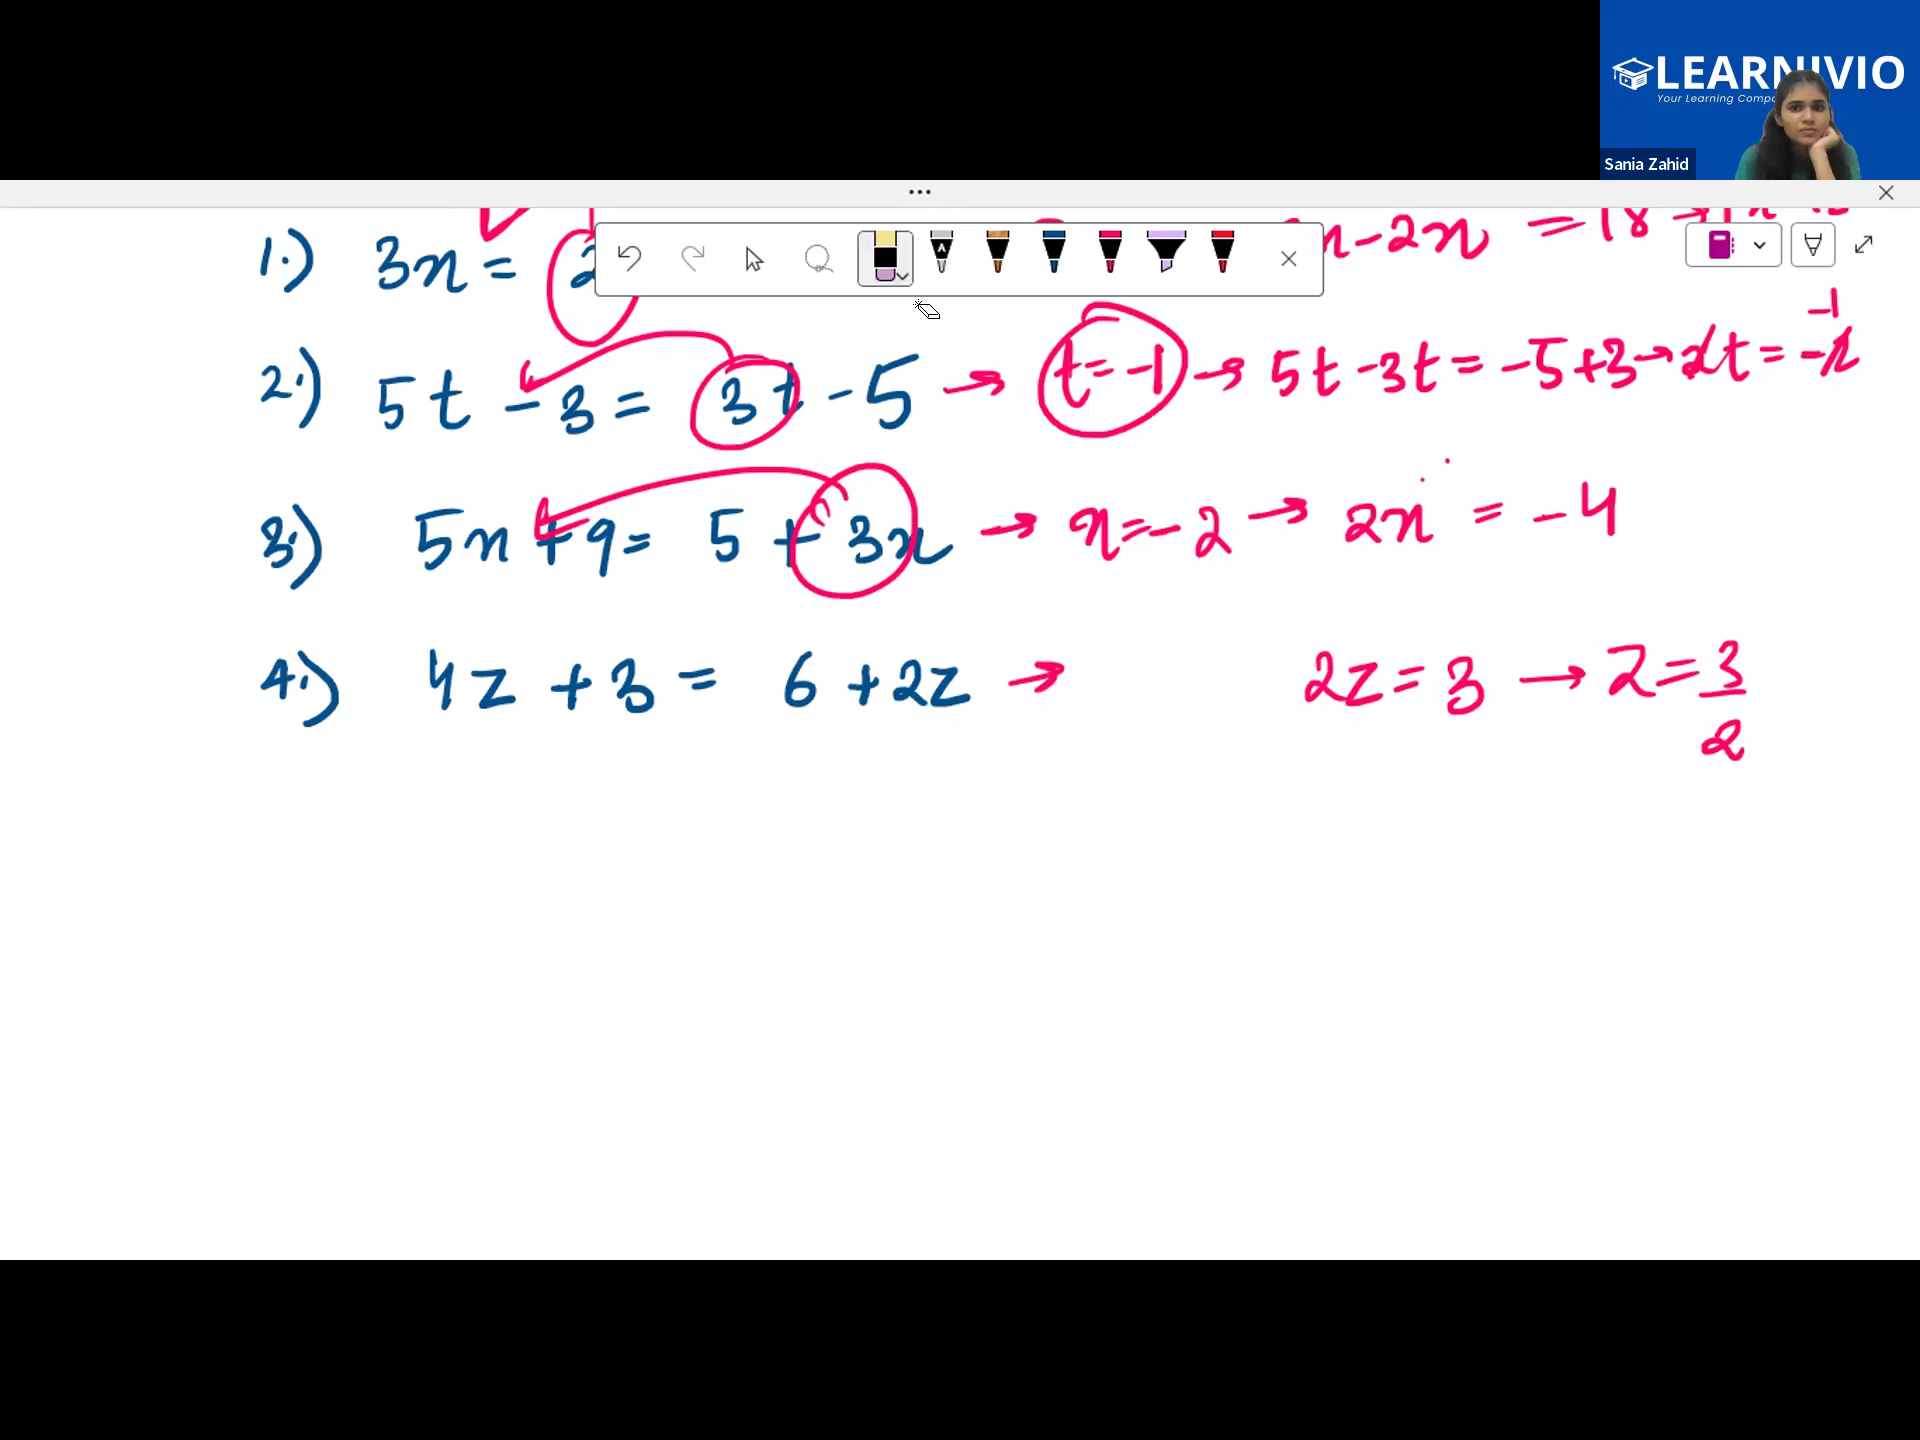 LEARNIVIO
Your Learning Compa
Sania Zahid
1.) 3x = 2 x - 2x = 18
2.) 5t - 3 = 3t - 5 → t = -1 → 5t - 3t = -5 + 3 → 2t = -2 -1
3.) 5x + 9 = 5 + 3x → x = -2 → 2x = -4
4.) 4z + 3 = 6 + 2z → 2z = 3 → z = 3/2